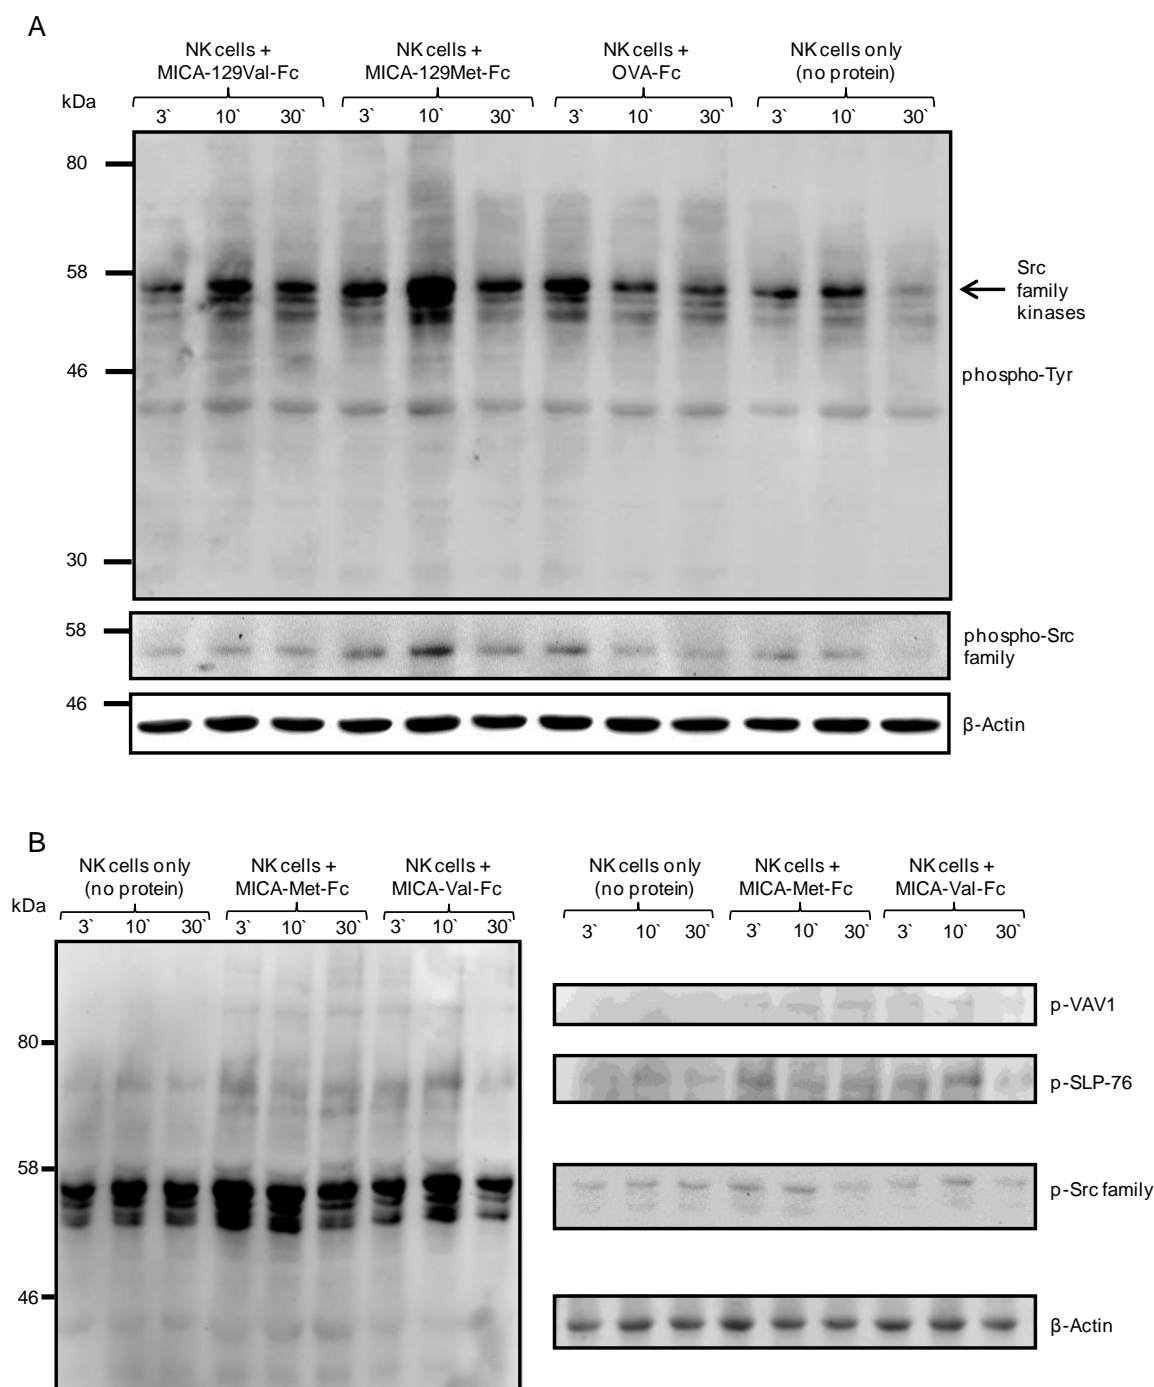 A
NK cells + NK cells + NK cells + NK cells only
MICA-129Val-Fc MICA-129Met-Fc OVA-Fc (no protein)
kDa
3` 10` 30` 3` 10` 30` 3` 10` 30` 3` 10` 30`
80
58
Src
family
kinases
46
phospho-Tyr
30
58
phospho-Src
family
46
β-Actin
B
NK cells only NK cells + NK cells + NK cells only NK cells + NK cells +
(no protein) MICA-Met-Fc MICA-Val-Fc (no protein) MICA-Met-Fc MICA-Val-Fc
kDa
3` 10` 30` 3` 10` 30` 3` 10` 30` 3` 10` 30` 3` 10` 30` 3` 10` 30`
p-VAV1
80
p-SLP-76
58
p-Src family
46
β-Actin